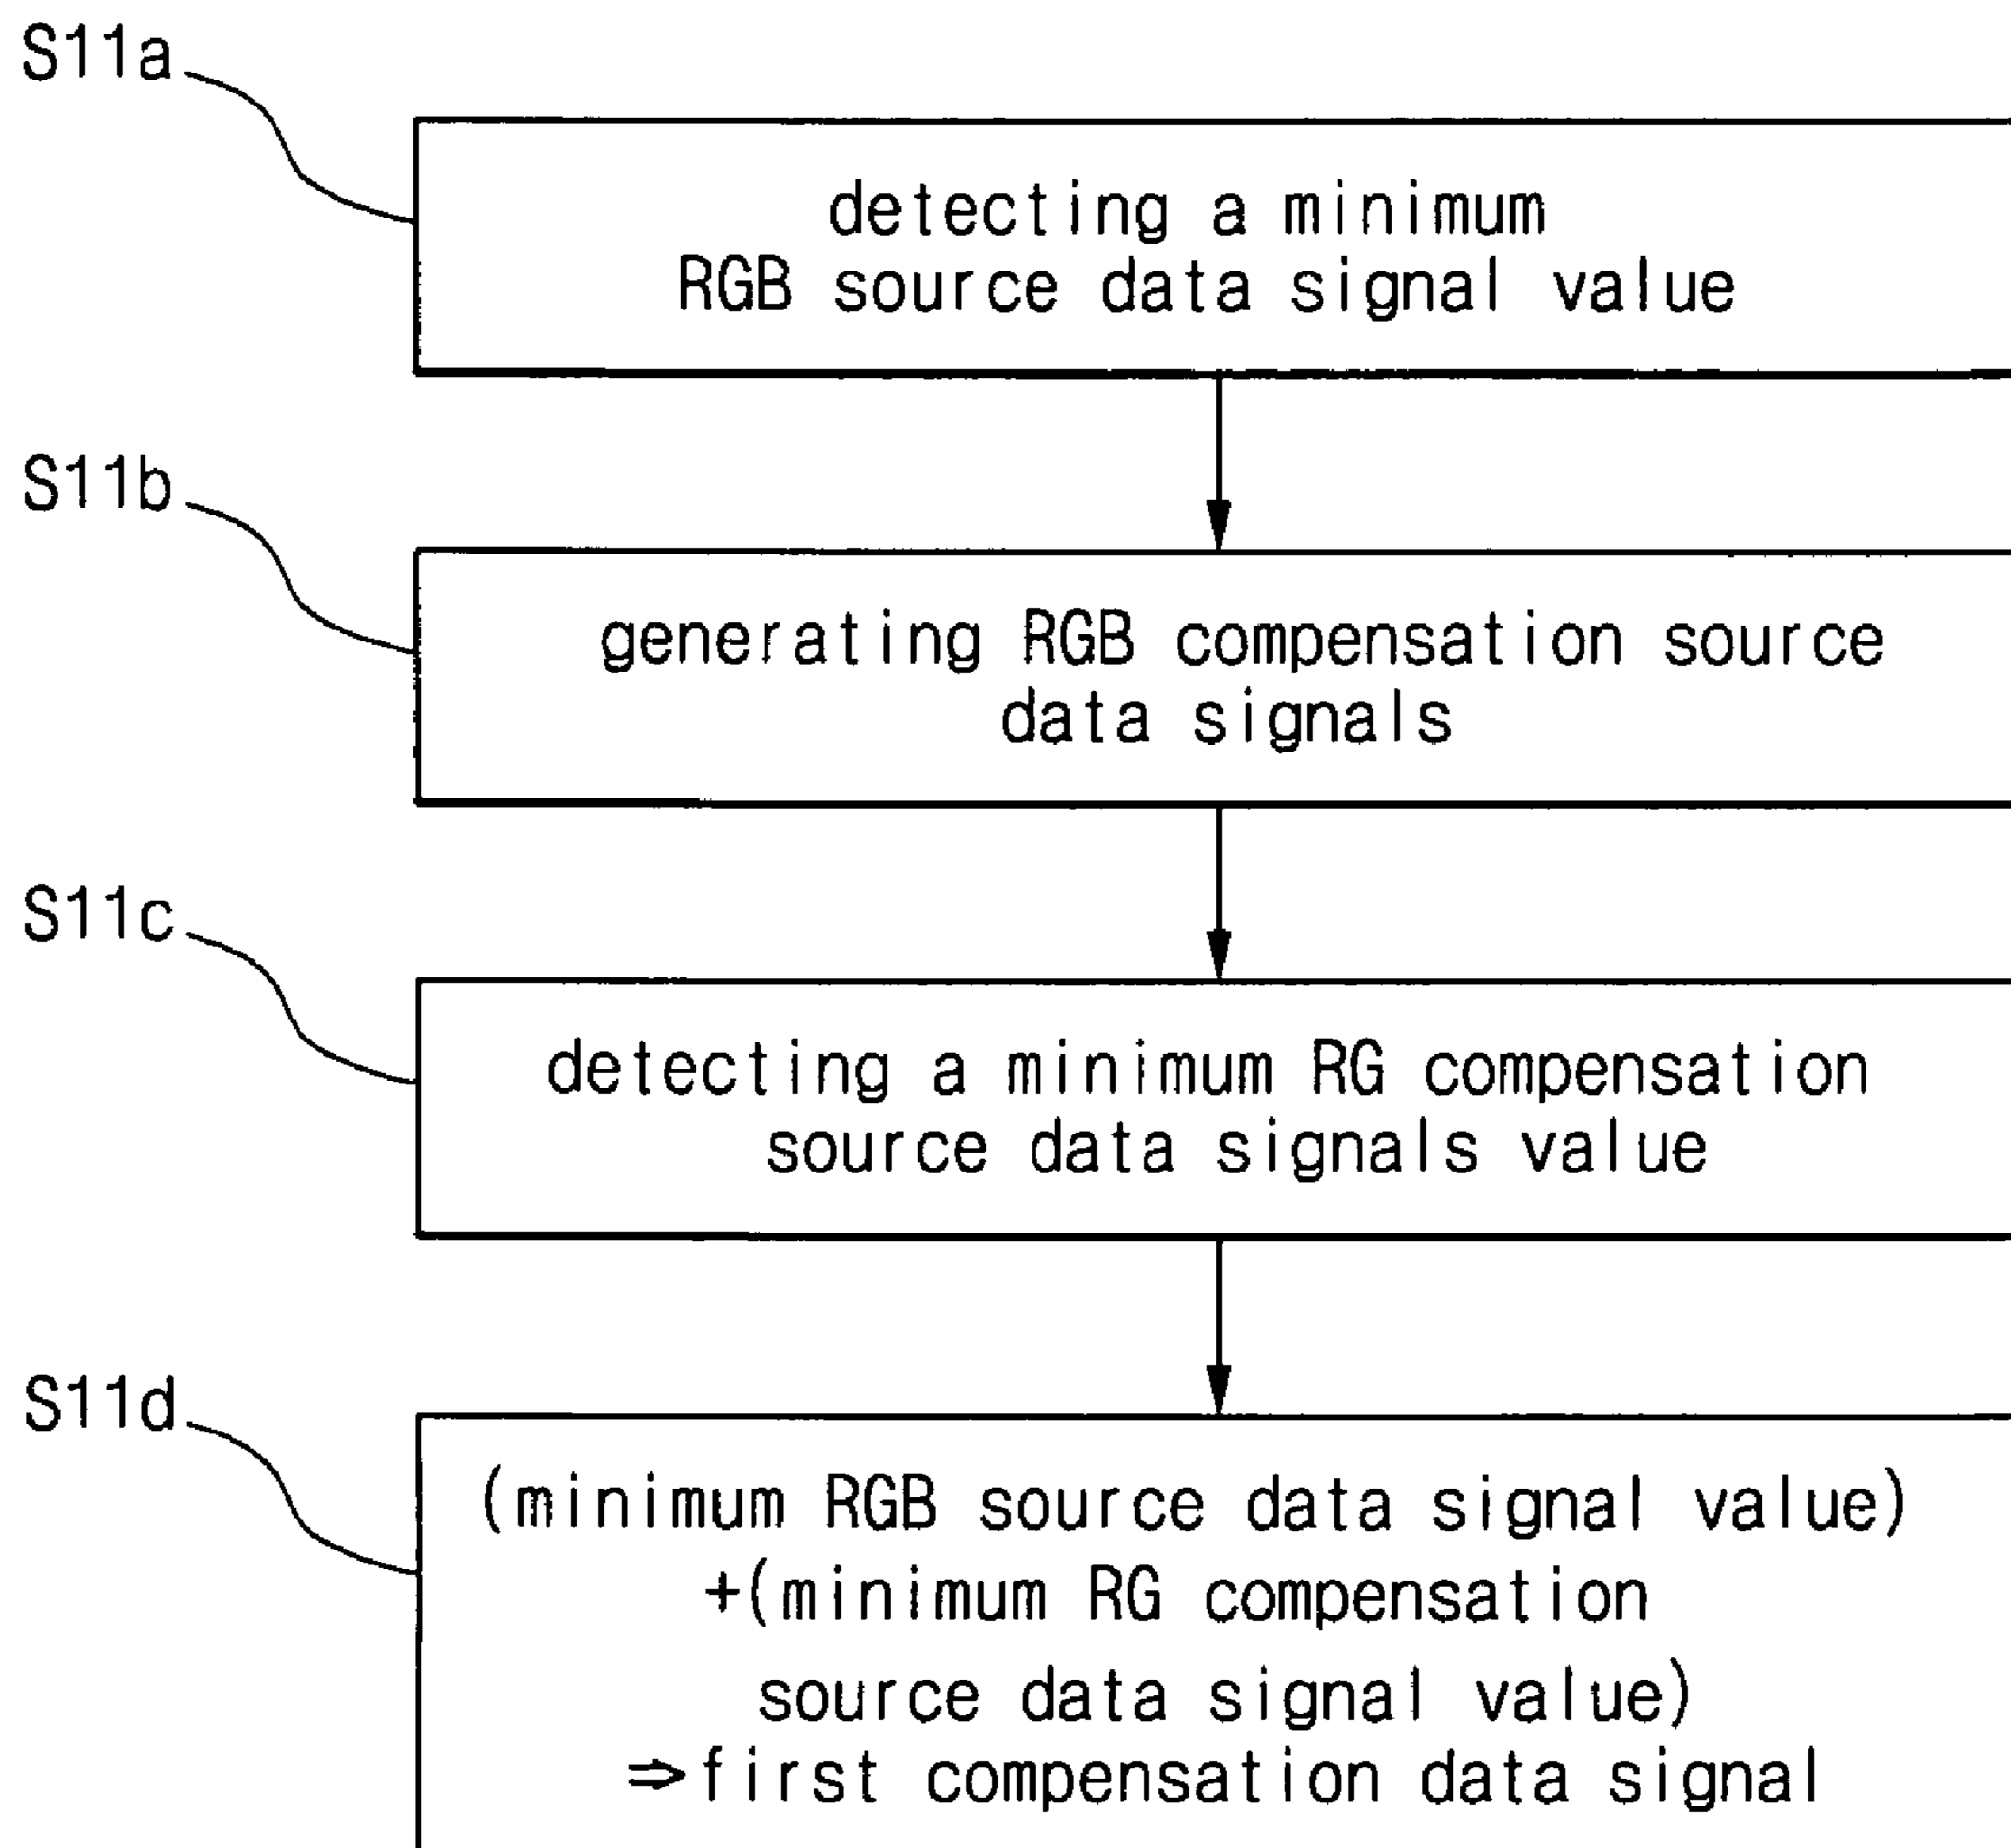 S11a
detecting a minimum
RGB source data signal value
S11b
generating RGB compensation source
data signals
S11c
detecting a minimum RG compensation
source data signals value
S11d
(minimum RGB source data signal value)
+(minimum RG compensation
source data signal value)
⇒first compensation data signal